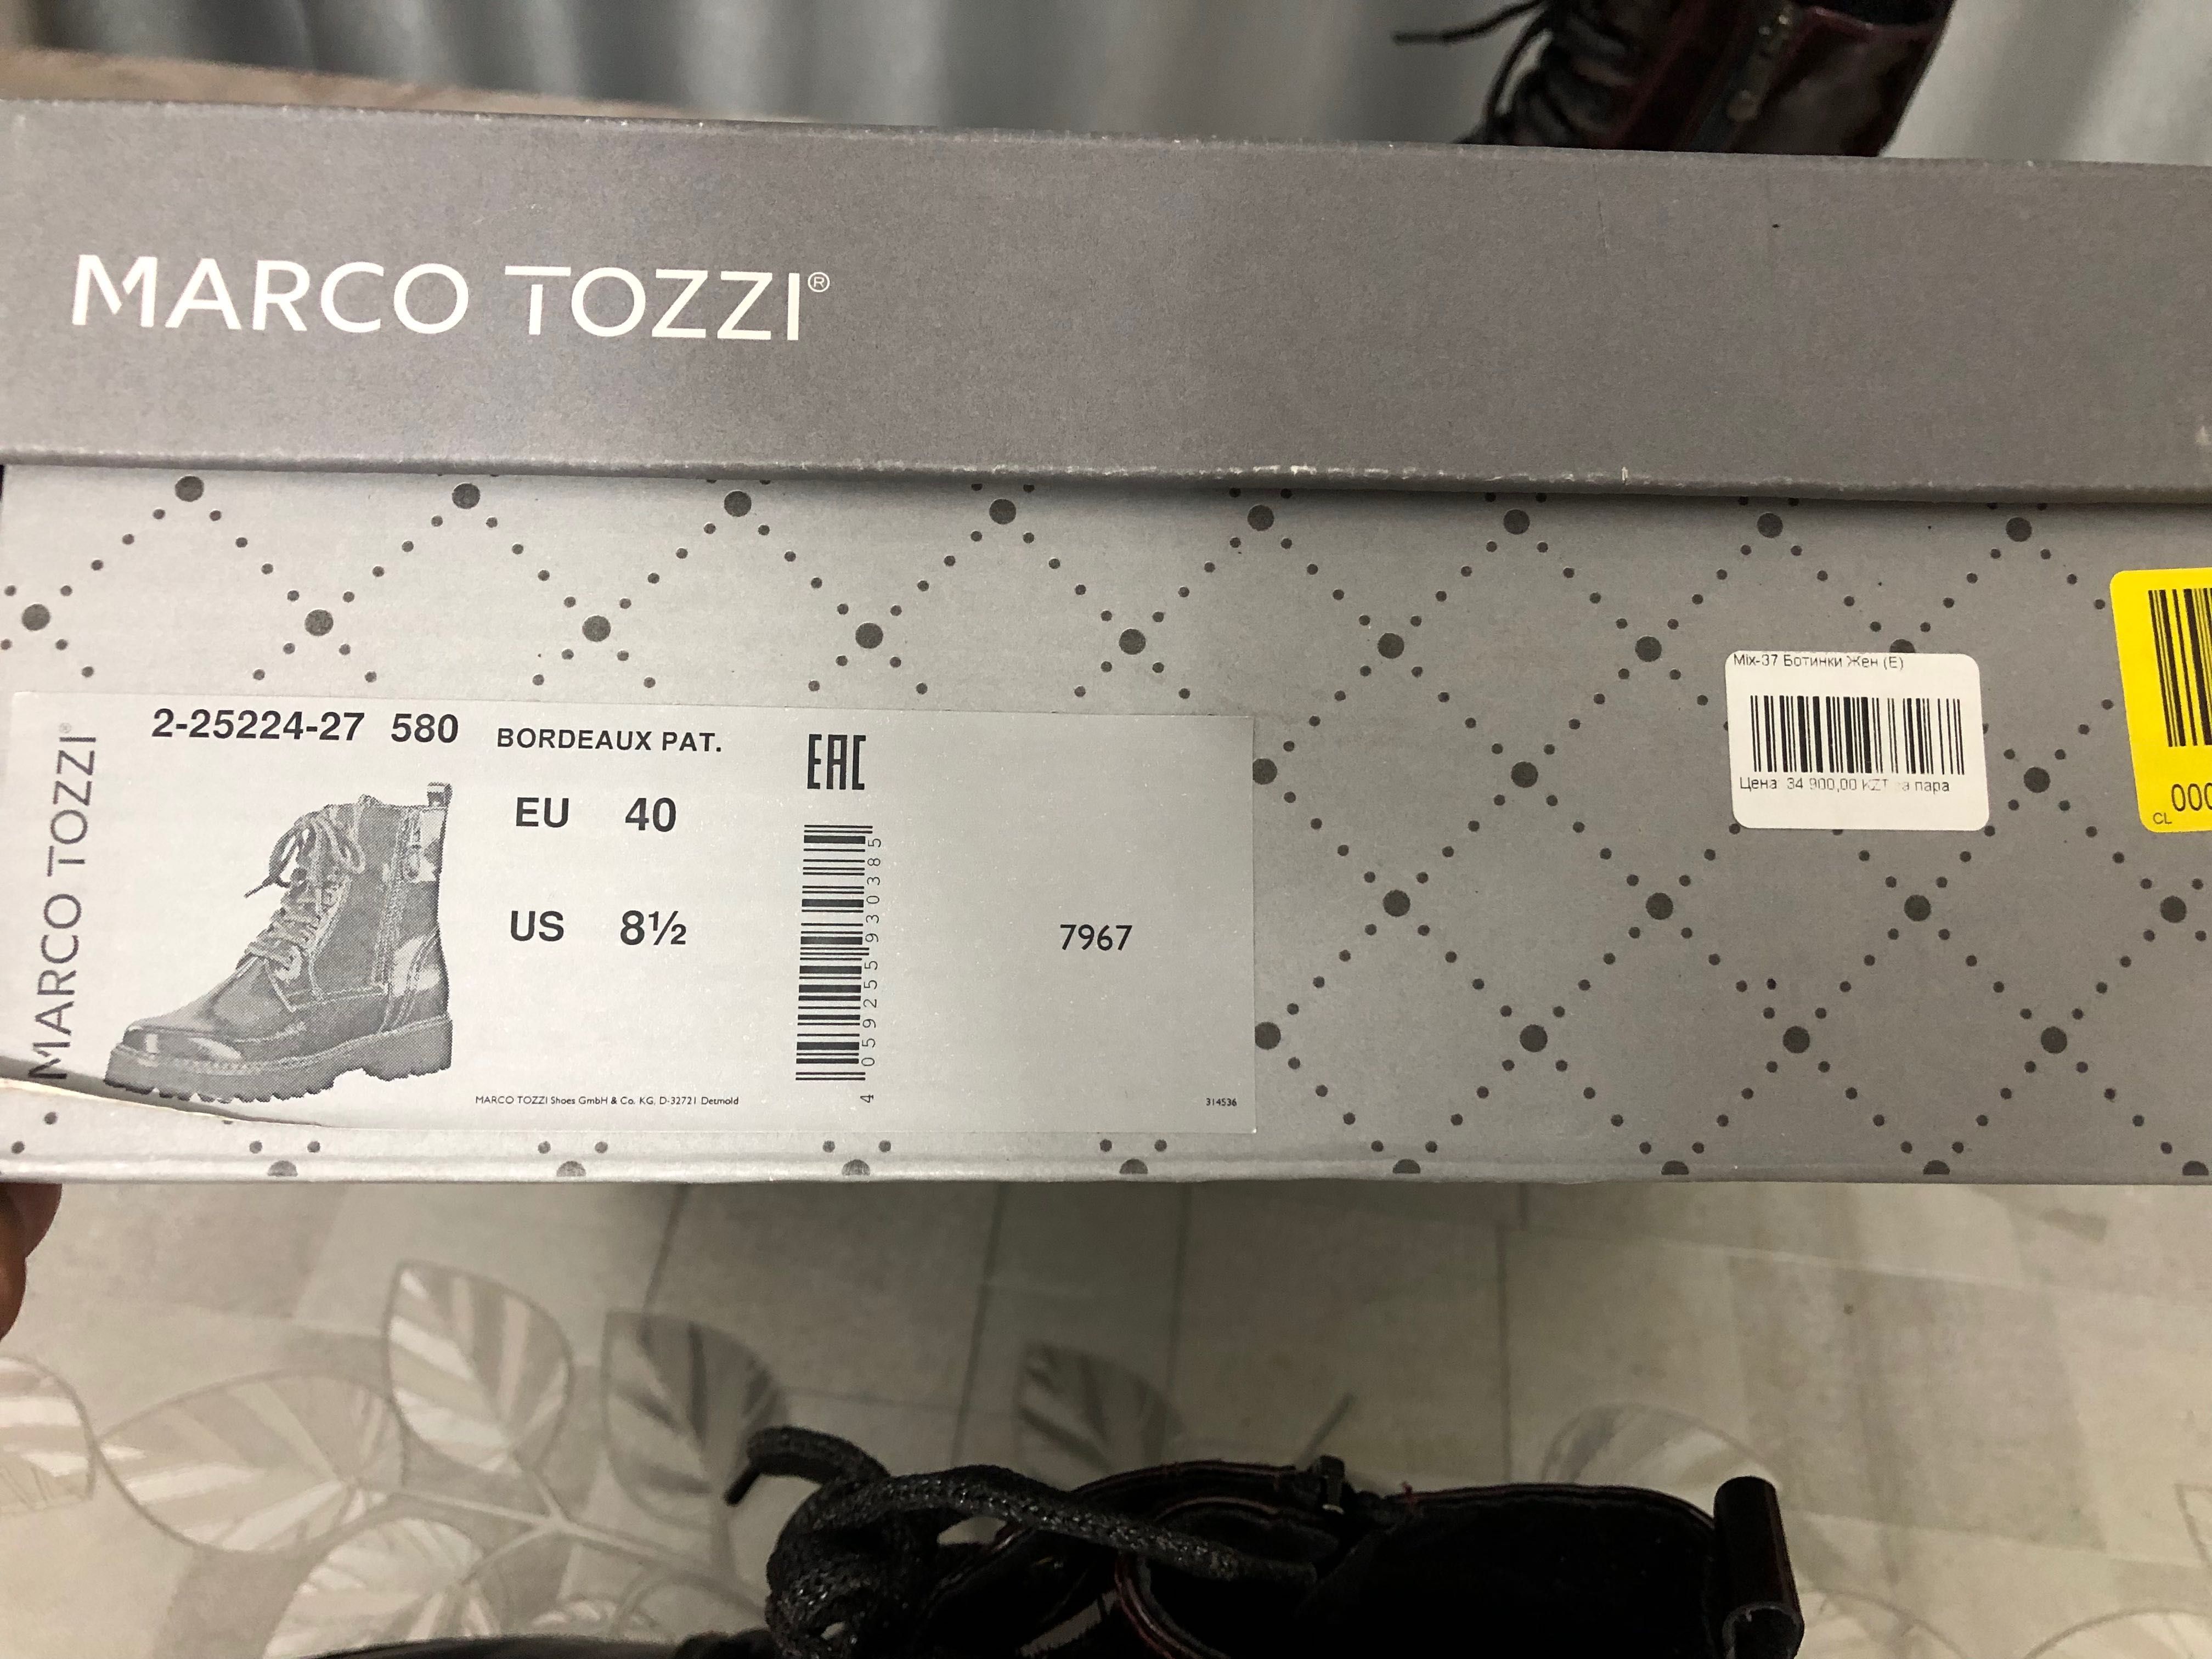 MARCO TOZZI®
MARCO TOZZI®
2-25224-27 580 BORDEAUX PAT.
EAC
EU 40
US 8½
4 059255 930385
7967
MARCO TOZZI Shoes GmbH & Co. KG, D-32721 Detmold
314536
Mix-37 Ботинки Жен (Е)
Цена: 34 900,00 KZT за пара
000
CL